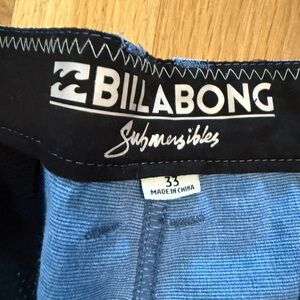 BILLABONG
Submersibles
33
MADE IN CHINA